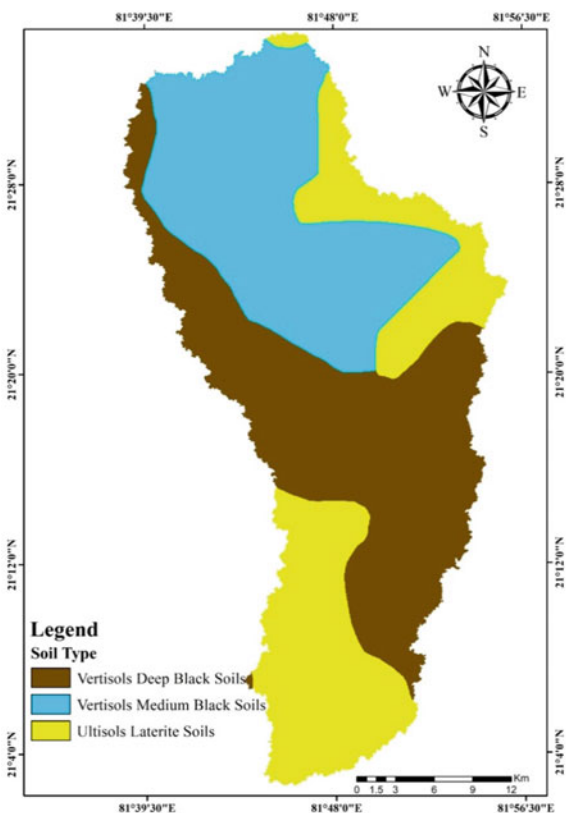 81°39'30"E 81°48'0"E 81°56'30"E
N
W E
S
21°28'0"N 21°28'0"N
21°20'0"N 21°20'0"N
21°12'0"N 21°12'0"N
21°4'0"N 21°4'0"N
Legend
Soil Type
Vertisols Deep Black Soils
Vertisols Medium Black Soils
Ultisols Laterite Soils
Km
0 1.5 3 6 9 12
81°39'30"E 81°48'0"E 81°56'30"E